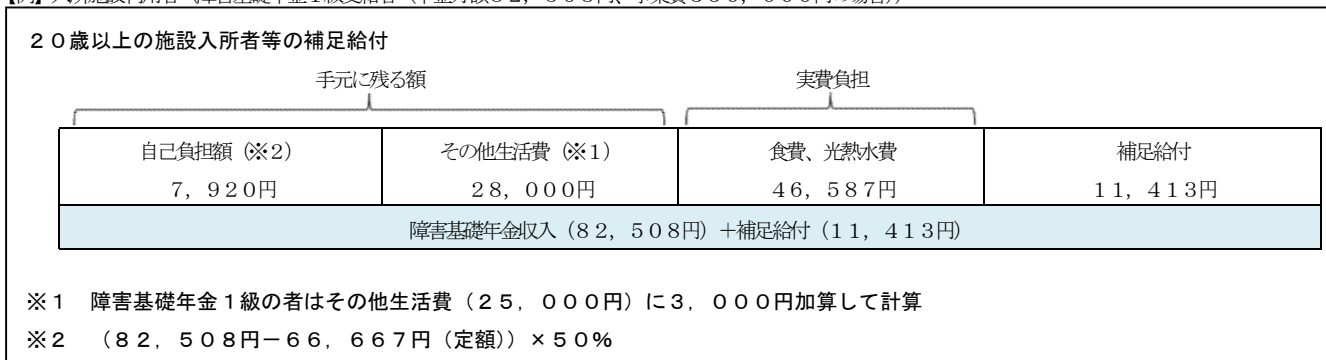 ２０歳以上の施設入所者等の補足給付
手元に残る額 実費負担
自己負担額（※２） その他生活費（※１） 食費、光熱水費 補足給付
７，９２０円 ２８，０００円 ４６，５８７円 １１，４１３円
障害基礎年金収入（８２，５０８円）＋補足給付（１１，４１３円）
※１　障害基礎年金１級の者はその他生活費（２５，０００円）に３，０００円加算して計算
※２　（８２，５０８円－６６，６６７円（定額））×５０％